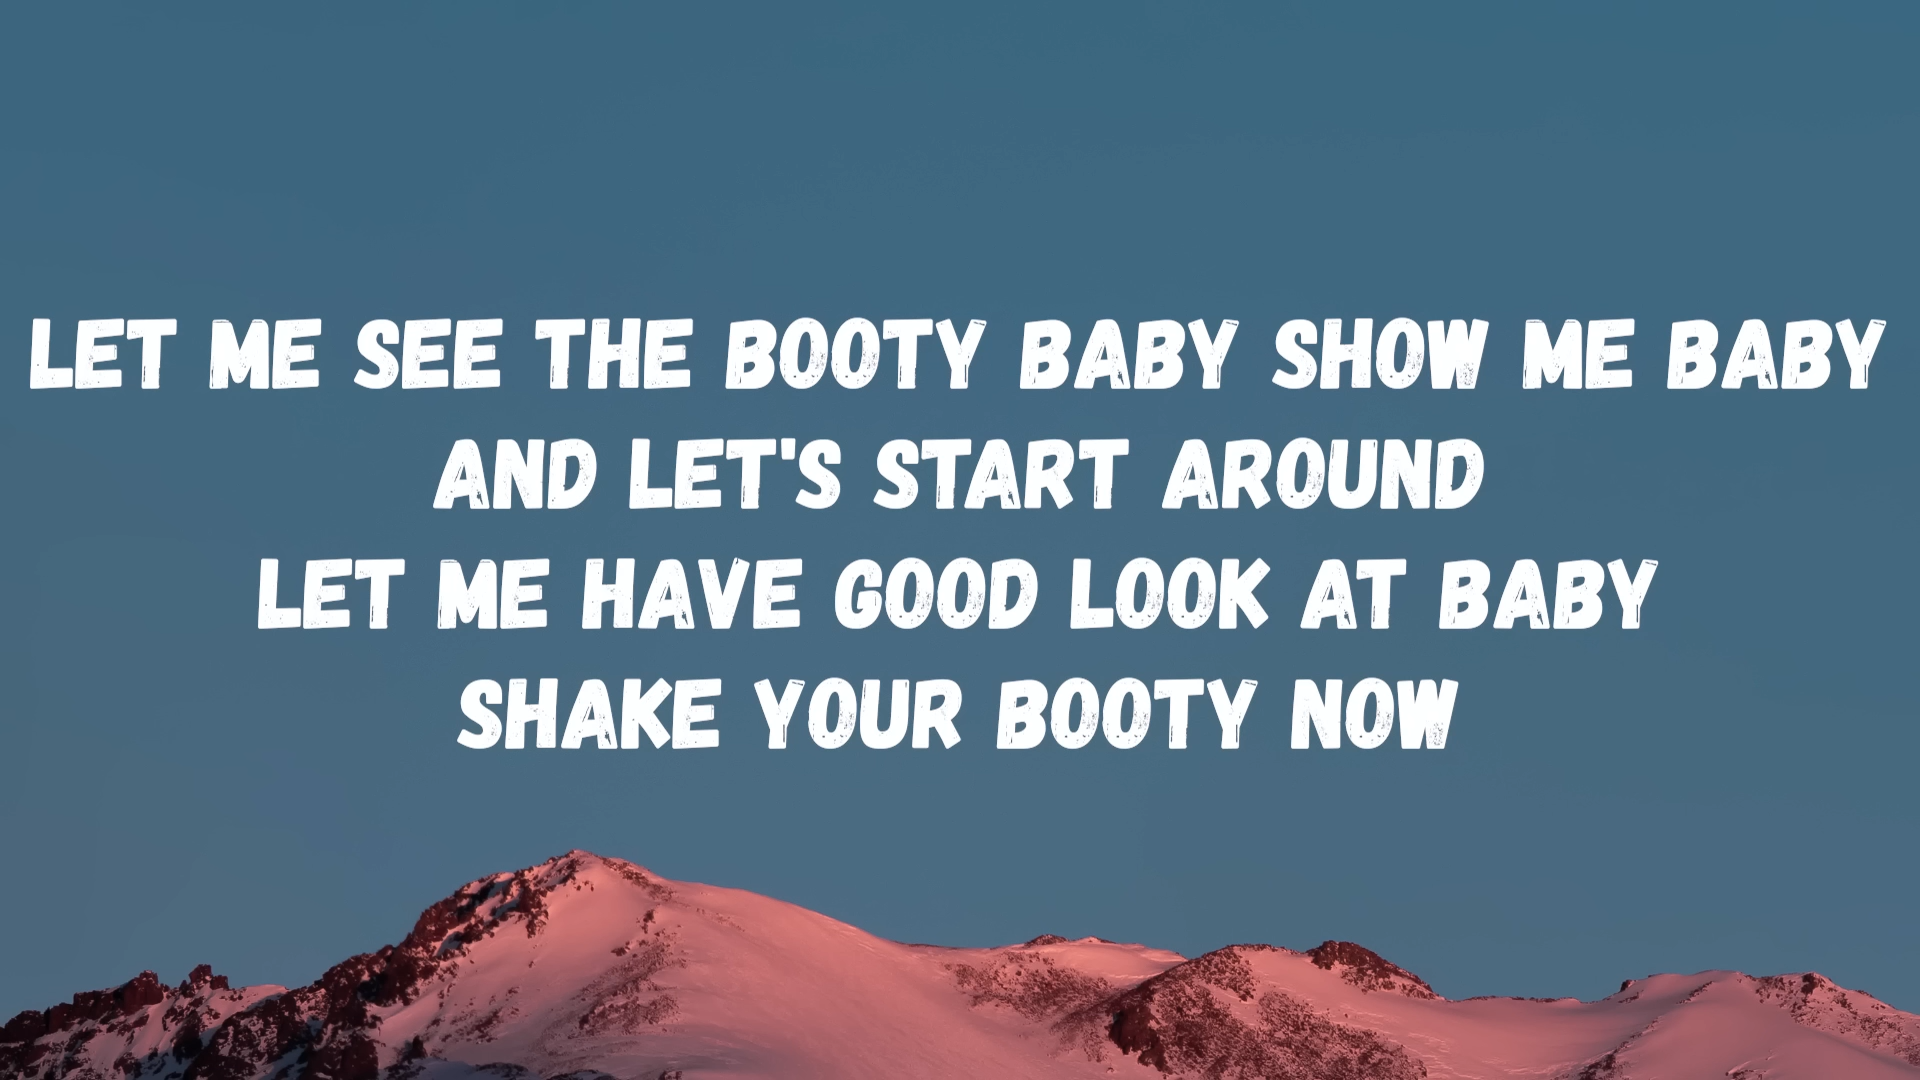 LET ME SEE THE BOOTY BABY SHOW ME BABY
AND LET'S START AROUND
LET ME HAVE GOOD LOOK AT BABY
SHAKE YOUR BOOTY NOW